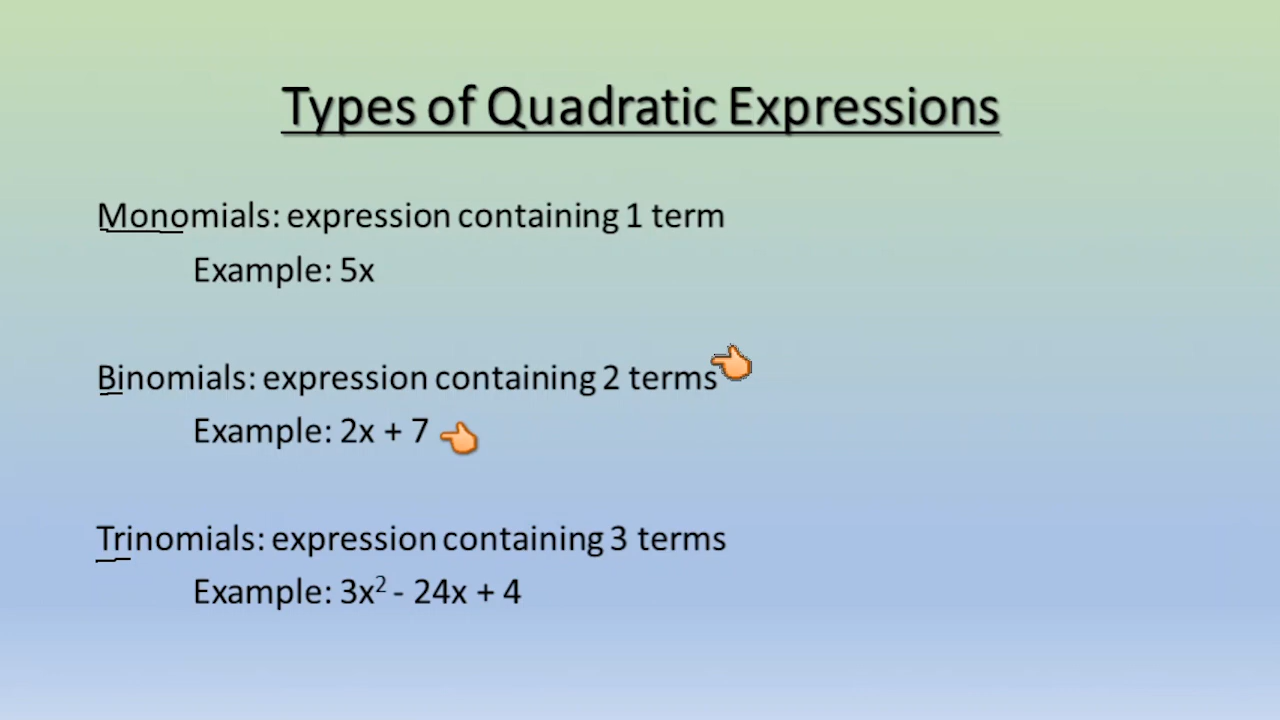 Types of Quadratic Expressions
Monomials: expression containing 1 term
Example: 5x
Binomials: expression containing 2 terms
Example: 2x + 7
Trinomials: expression containing 3 terms
Example: 3x² - 24x + 4